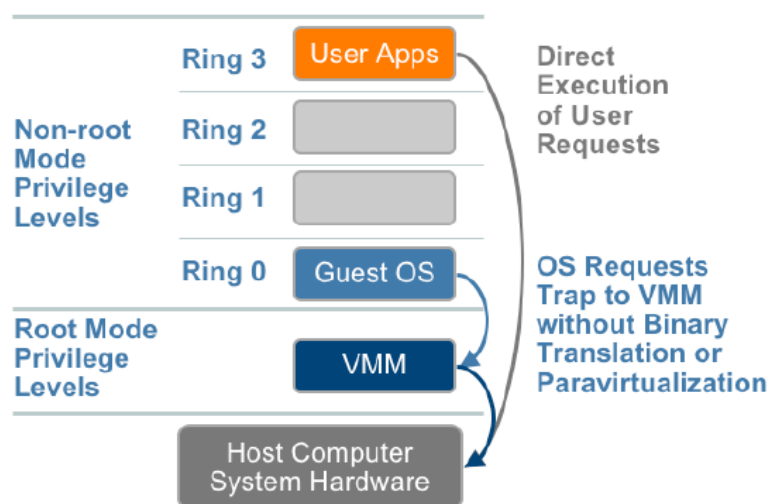 Ring 3
User Apps
Direct
Execution
of User
Requests
Non-root
Mode
Privilege
Levels
Ring 2
Ring 1
Ring 0
Guest OS
OS Requests
Trap to VMM
without Binary
Translation or
Paravirtualization
Root Mode
Privilege
Levels
VMM
Host Computer
System Hardware